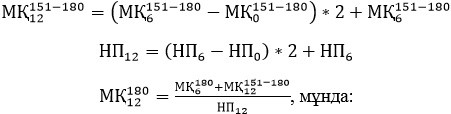 МҚ₁₂¹⁵¹⁻¹⁸⁰ = (МҚ₆¹⁵¹⁻¹⁸⁰ − МҚ₀¹⁵¹⁻¹⁸⁰) ∗ 2 + МҚ₆¹⁵¹⁻¹⁸⁰
НП₁₂ = (НП₆ − НП₀) ∗ 2 + НП₆
МҚ₁₂¹⁸⁰ = (МҚ₆¹⁸⁰+МҚ₁₂¹⁵¹⁻¹⁸⁰)/НП₁₂, мұнда: